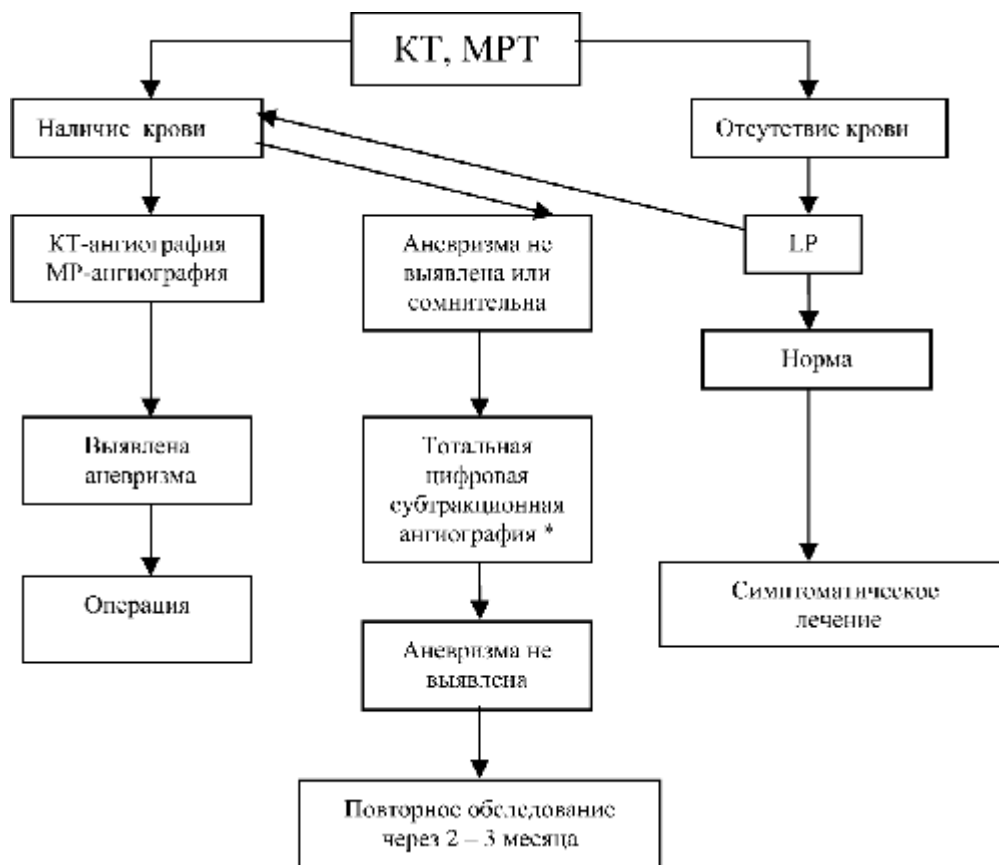 КТ, МРТ
Наличие крови
Отсутствие крови
КТ-ангиография
МР-ангиография
Аневризма не
выявлена или
сомнительна
LP
Норма
Выявлена
аневризма
Тотальная
цифровая
субтракционная
ангиография *
Операция
Симптоматическое
лечение
Аневризма не
выявлена
Повторное обследование
через 2 – 3 месяца